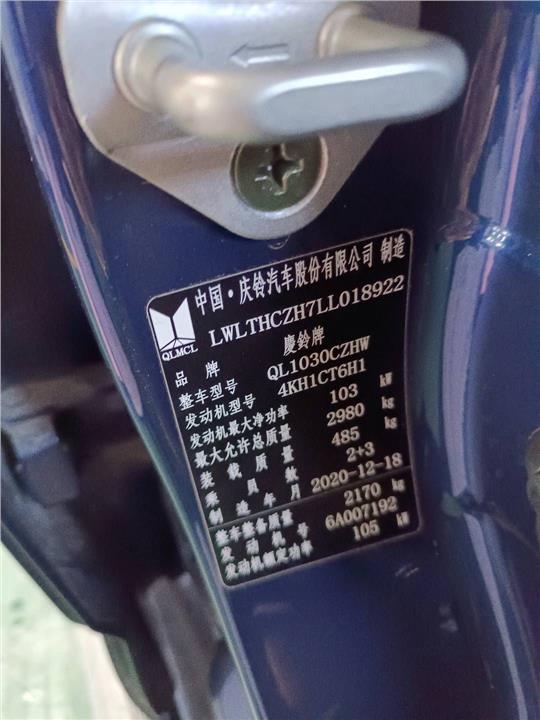 中国·庆铃汽车股份有限公司 制造
QLMCL LWLTHCZH7LL018922
品牌 慶鈴牌
整车型号 QL1030CZHW
发动机型号 4KH1CT6H1
发动机最大净功率 103 kW
最大允许总质量 2980 kg
装载质量 485 kg
乘员数 2+3
制造年月 2020-12-18
整车整备质量 2170 kg
发动机号 6A007192
发动机额定功率 105 kW